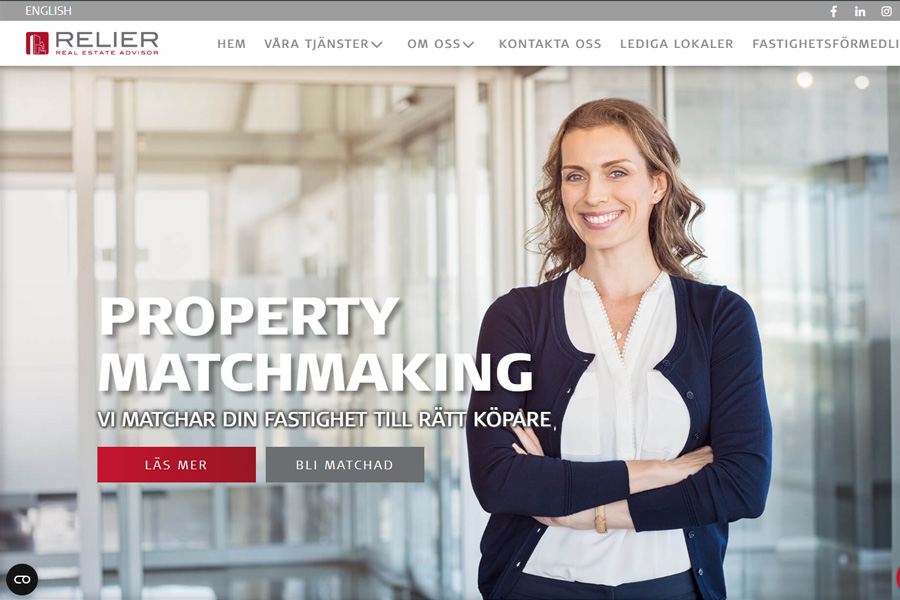 ENGLISH
RELIER
REAL ESTATE ADVISOR
HEM VÅRA TJÄNSTER OM OSS KONTAKTA OSS LEDIGA LOKALER FASTIGHETSFÖRMEDLI
PROPERTY
MATCHMAKING
VI MATCHAR DIN FASTIGHET TILL RÄTT KÖPARE
LÄS MER BLI MATCHAD